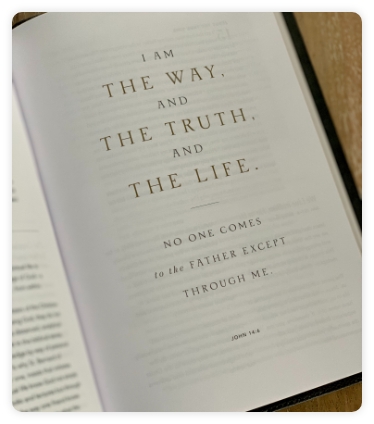 I AM
THE WAY,
AND
THE TRUTH,
AND
THE LIFE.
NO ONE COMES
to the FATHER EXCEPT
THROUGH ME.
JOHN 14:6